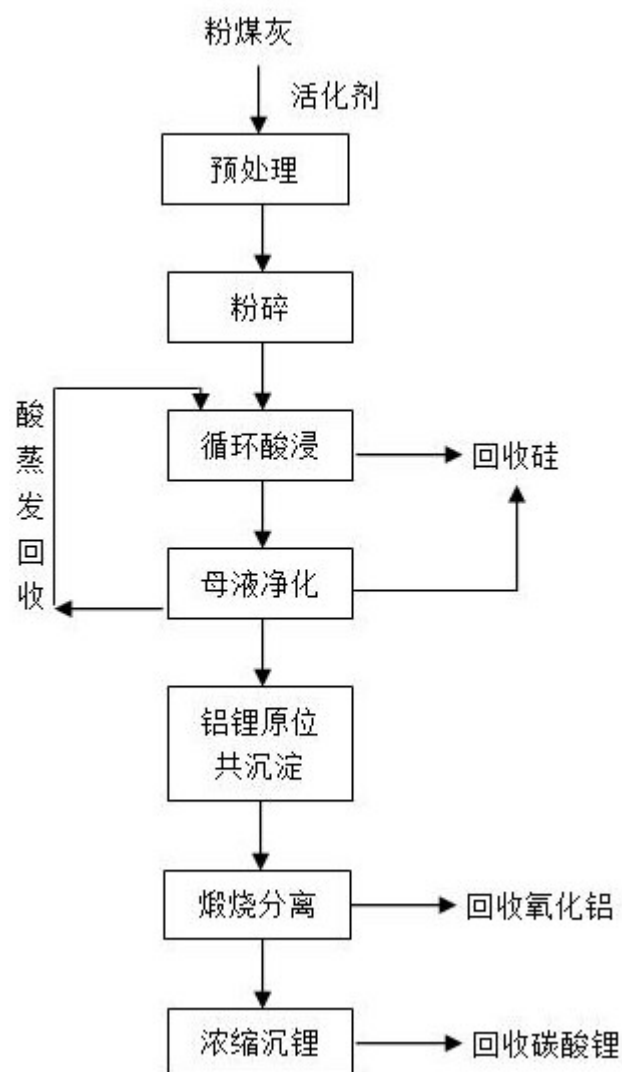 粉煤灰
活化剂
预处理
粉碎
酸蒸发回收
循环酸浸
回收硅
母液净化
铝锂原位
共沉淀
煅烧分离
回收氧化铝
浓缩沉锂
回收碳酸锂